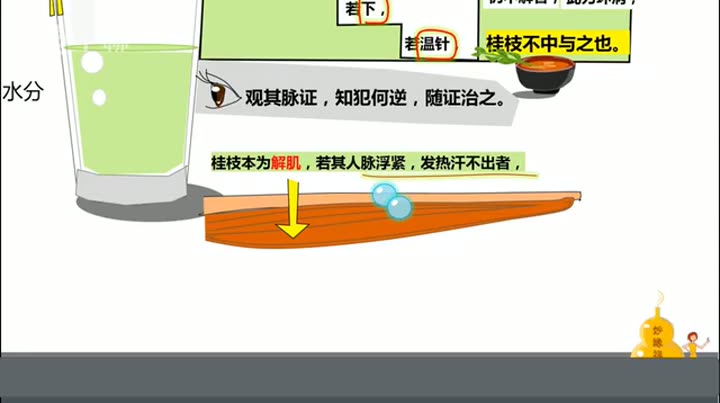 若下，
若温针
桂枝不中与之也。
水分
观其脉证，知犯何逆，随证治之。
桂枝本为解肌，若其人脉浮紧，发热汗不出者，